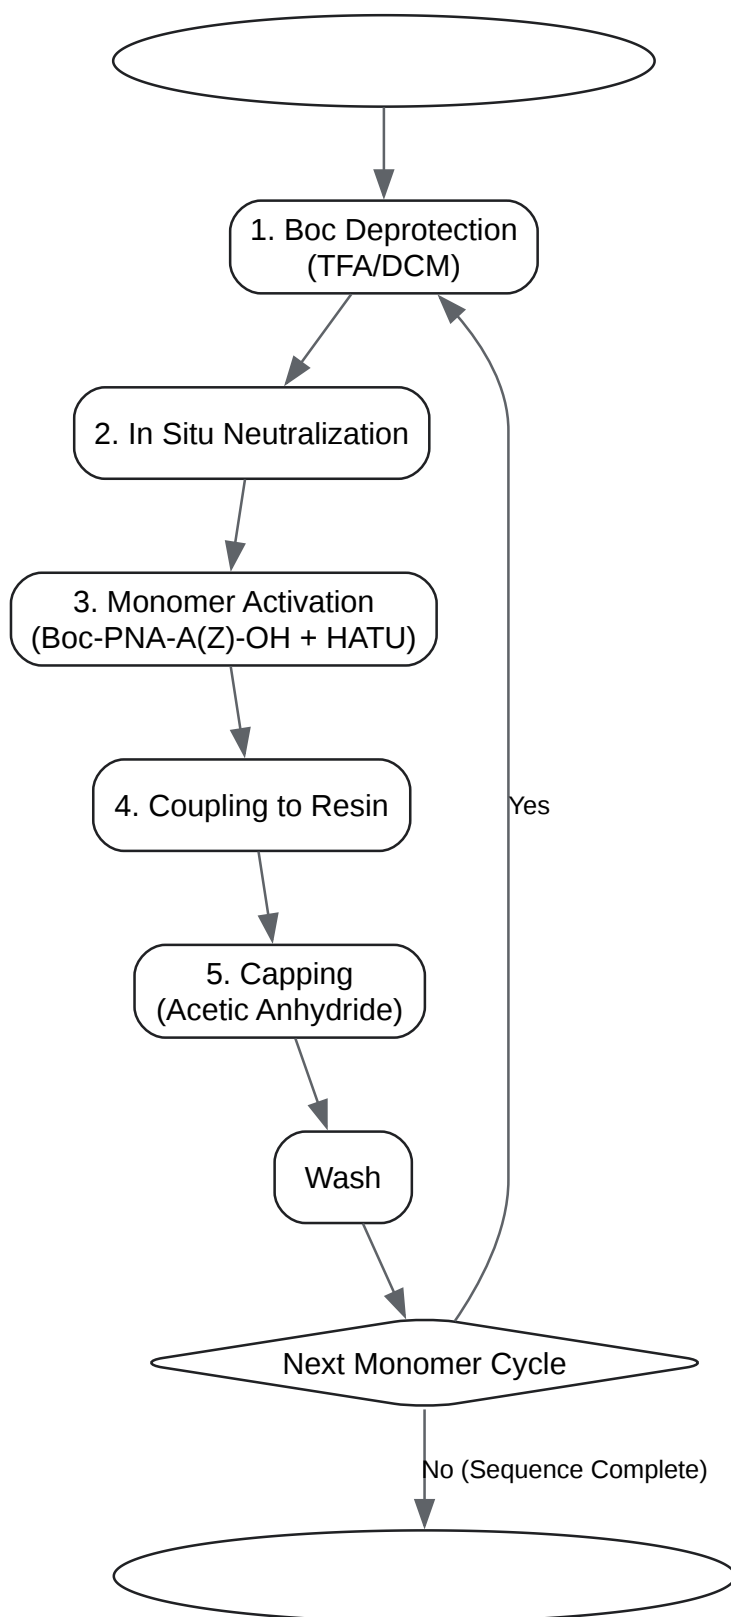 1. Boc Deprotection
(TFA/DCM)
2. In Situ Neutralization
3. Monomer Activation
(Boc-PNA-A(Z)-OH + HATU)
4. Coupling to Resin
Yes
5. Capping
(Acetic Anhydride)
Wash
Next Monomer Cycle
No (Sequence Complete)